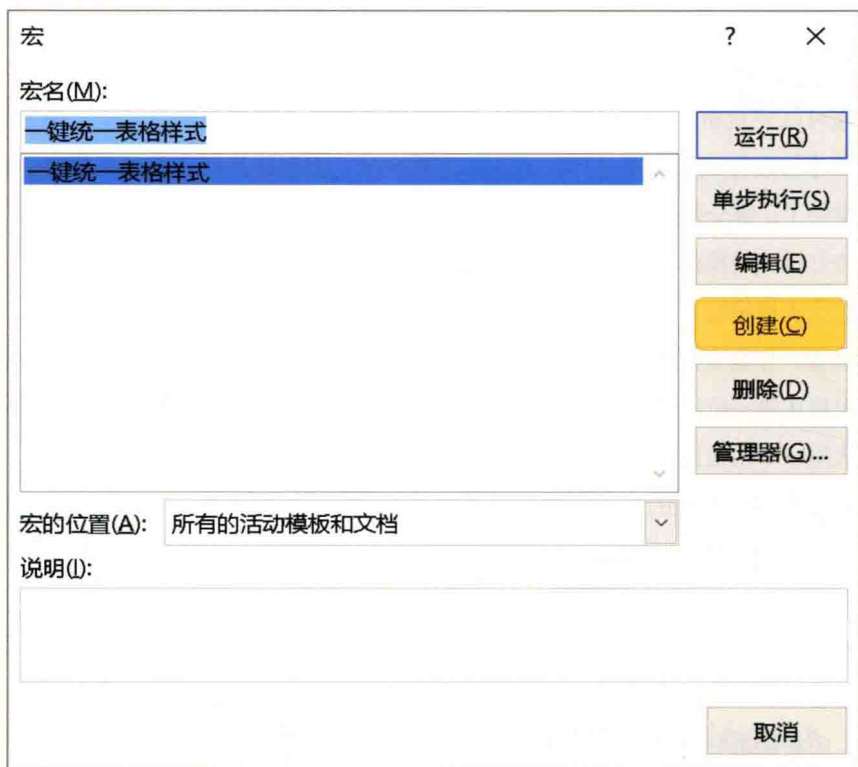 宏 ? ×
宏名(M):
一键统一表格样式
一键统一表格样式
运行(R)
单步执行(S)
编辑(E)
创建(C)
删除(D)
管理器(G)...
宏的位置(A): 所有的活动模板和文档
说明(I):
取消